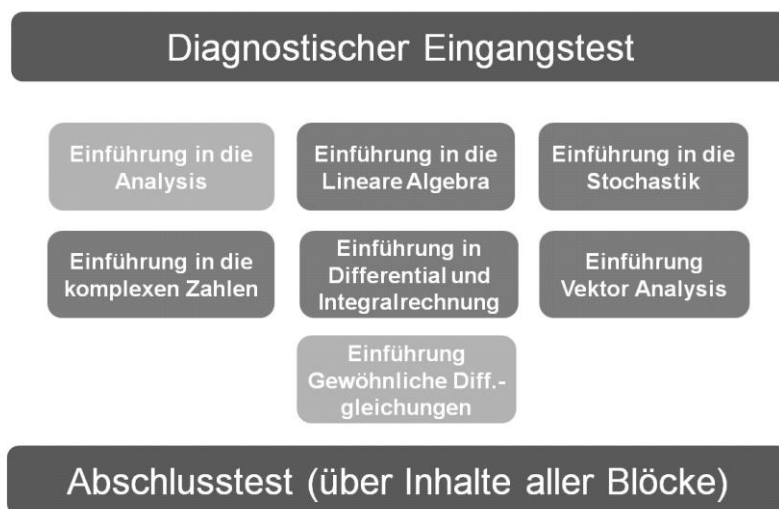 Diagnostischer Eingangstest
Einführung in die
Analysis
Einführung in die
Lineare Algebra
Einführung in die
Stochastik
Einführung in die
komplexen Zahlen
Einführung in
Differential und
Integralrechnung
Einführung
Vektor Analysis
Einführung
Gewöhnliche Diff.-
gleichungen
Abschlusstest (über Inhalte aller Blöcke)